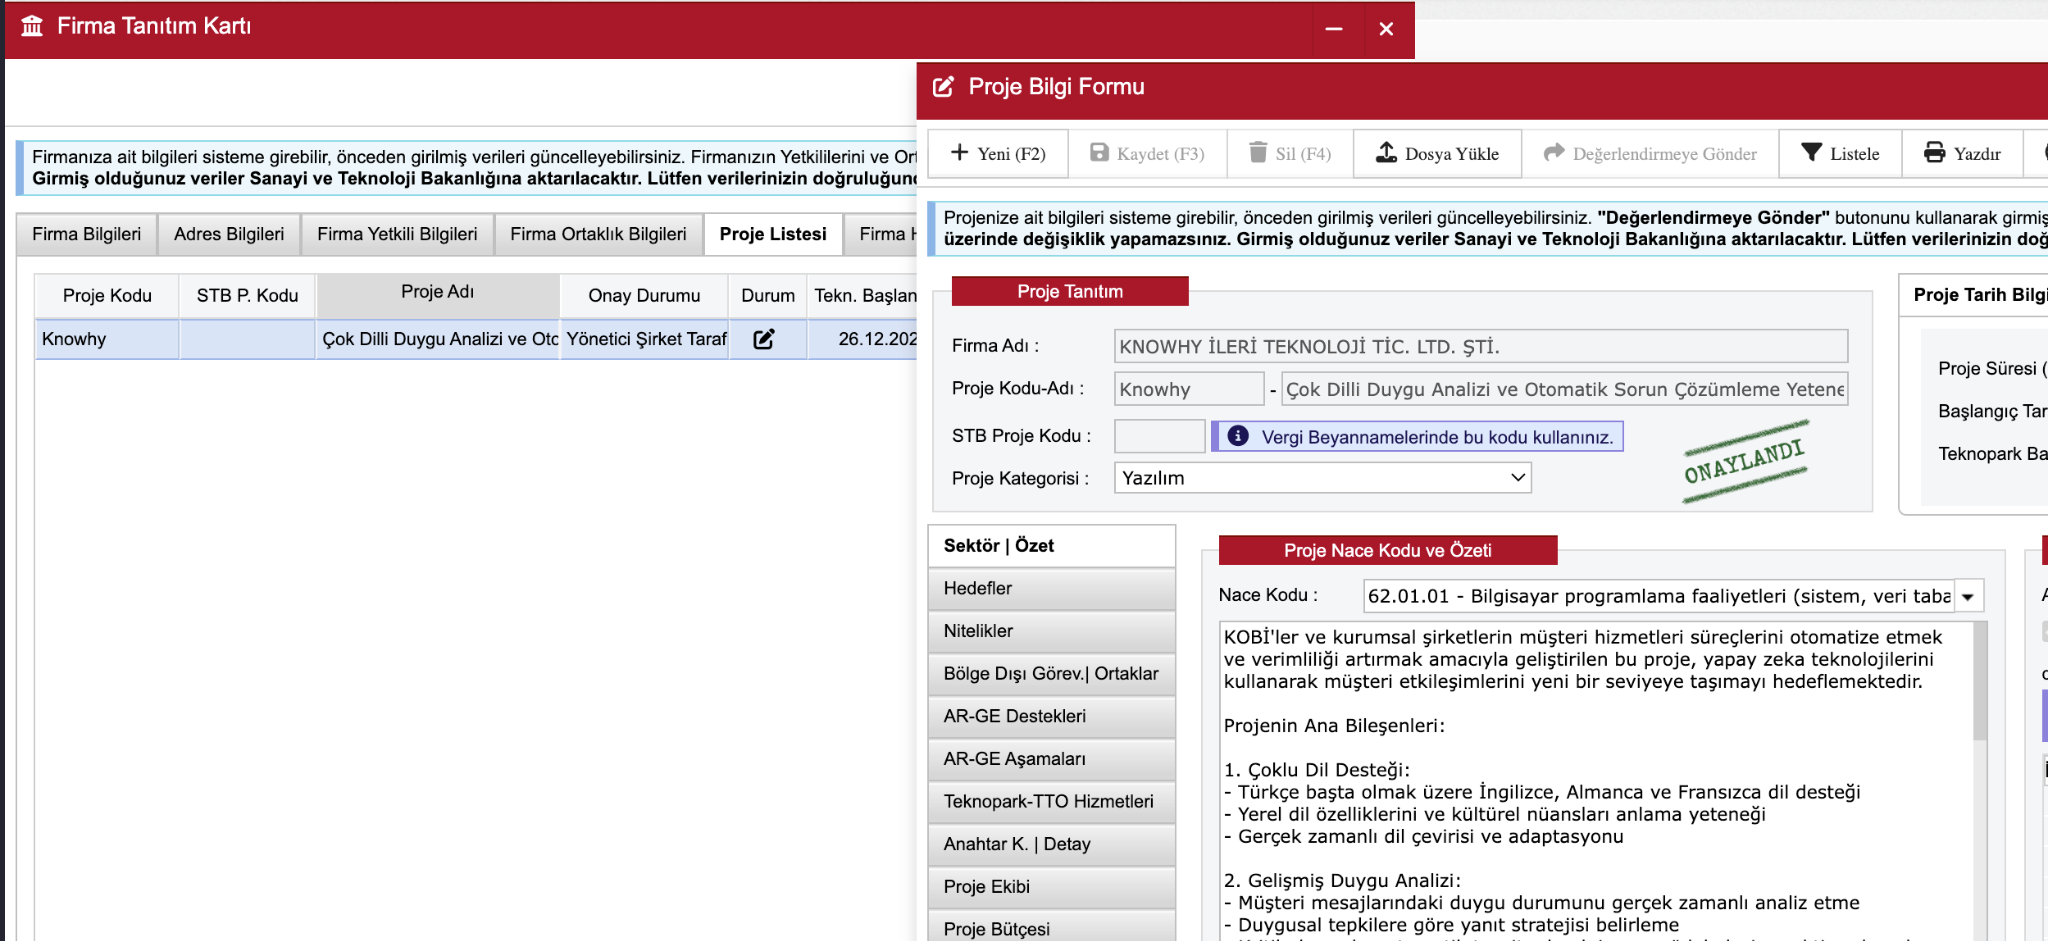 Firma Tanıtım Kartı
Firmanıza ait bilgileri sisteme girebilir, önceden girilmiş verileri güncelleyebilirsiniz. Firmanızın Yetkililerini ve Ort
Girmiş olduğunuz veriler Sanayi ve Teknoloji Bakanlığına aktarılacaktır. Lütfen verilerinizin doğruluğund
Firma Bilgileri
Adres Bilgileri
Firma Yetkili Bilgileri
Firma Ortaklık Bilgileri
Proje Listesi
Firma H
Proje Kodu
STB P. Kodu
Proje Adı
Onay Durumu
Durum
Tekn. Başlan
Knowhy
Çok Dilli Duygu Analizi ve Oto
Yönetici Şirket Taraf
26.12.202
Proje Bilgi Formu
Yeni (F2)
Kaydet (F3)
Sil (F4)
Dosya Yükle
Değerlendirmeye Gönder
Listele
Yazdır
Projenize ait bilgileri sisteme girebilir, önceden girilmiş verileri güncelleyebilirsiniz. "Değerlendirmeye Gönder" butonunu kullanarak girmiş
üzerinde değişiklik yapamazsınız. Girmiş olduğunuz veriler Sanayi ve Teknoloji Bakanlığına aktarılacaktır. Lütfen verilerinizin doğ
Proje Tanıtım
Firma Adı :
KNOWHY İLERİ TEKNOLOJİ TİC. LTD. ŞTİ.
Proje Kodu-Adı :
Knowhy - Çok Dilli Duygu Analizi ve Otomatik Sorun Çözümleme Yetene
STB Proje Kodu :
Vergi Beyannamelerinde bu kodu kullanınız.
Proje Kategorisi :
Yazılım
ONAYLANDI
Proje Tarih Bilgi
Proje Süresi (
Başlangıç Tar
Teknopark Ba
Sektör | Özet
Hedefler
Nitelikler
Bölge Dışı Görev.| Ortaklar
AR-GE Destekleri
AR-GE Aşamaları
Teknopark-TTO Hizmetleri
Anahtar K. | Detay
Proje Ekibi
Proje Bütçesi
Proje Nace Kodu ve Özeti
Nace Kodu :
62.01.01 - Bilgisayar programlama faaliyetleri (sistem, veri taba
KOBİ'ler ve kurumsal şirketlerin müşteri hizmetleri süreçlerini otomatize etmek
ve verimliliği artırmak amacıyla geliştirilen bu proje, yapay zeka teknolojilerini
kullanarak müşteri etkileşimlerini yeni bir seviyeye taşımayı hedeflemektedir.
Projenin Ana Bileşenleri:
1. Çoklu Dil Desteği:
- Türkçe başta olmak üzere İngilizce, Almanca ve Fransızca dil desteği
- Yerel dil özelliklerini ve kültürel nüansları anlama yeteneği
- Gerçek zamanlı dil çevirisi ve adaptasyonu
2. Gelişmiş Duygu Analizi:
- Müşteri mesajlarındaki duygu durumunu gerçek zamanlı analiz etme
- Duygusal tepkilere göre yanıt stratejisi belirleme